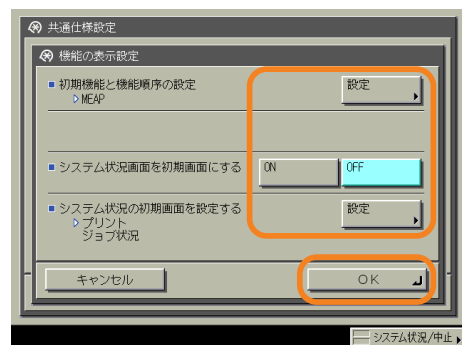 共通仕様設定
機能の表示設定
初期機能と機能順序の設定 設定
MEAP
システム状況画面を初期画面にする ON OFF
システム状況の初期画面を設定する 設定
プリント
ジョブ状況
キャンセル OK
システム状況/中止